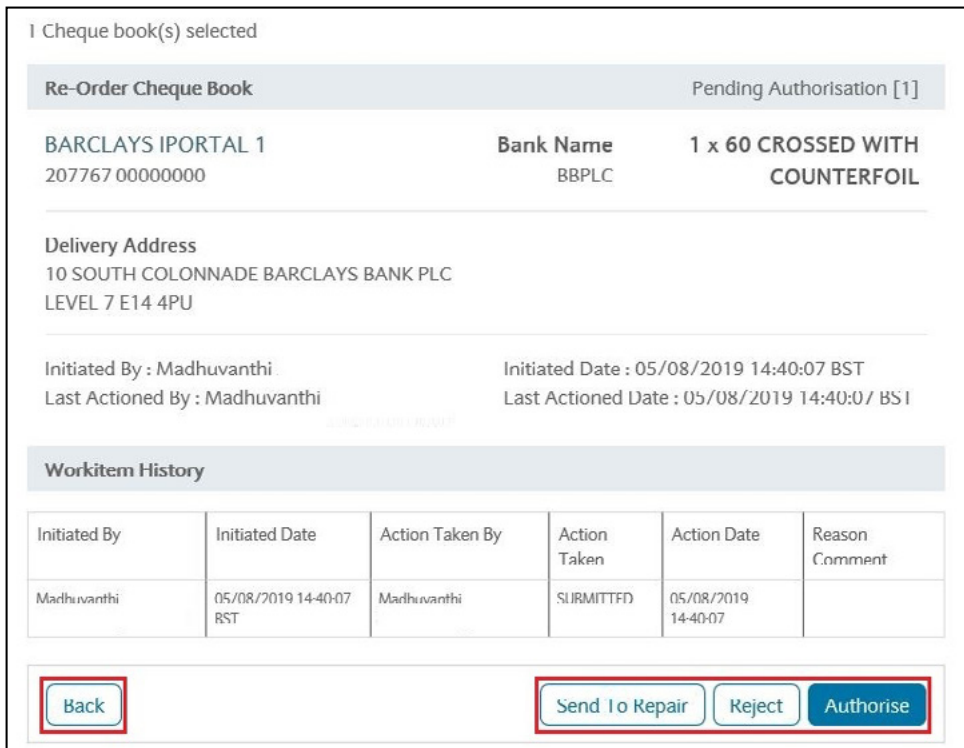 1 Cheque book(s) selected
Re-Order Cheque Book Pending Authorisation [1]
BARCLAYS IPORTAL 1 Bank Name 1 x 60 CROSSED WITH
207767 00000000 BBPLC COUNTERFOIL
Delivery Address
10 SOUTH COLONNADE BARCLAYS BANK PLC
LEVEL 7 E14 4PU
Initiated By : Madhuvanthi Initiated Date : 05/08/2019 14:40:07 BST
Last Actioned By : Madhuvanthi Last Actioned Date : 05/08/2019 14:40:07 BST
Workitem History
Initiated By Initiated Date Action Taken By Action Action Date Reason
Taken Comment
Madhuvanthi 05/08/2019 14:40:07 Madhuvanthi SUBMITTED 05/08/2019
BST 14:40:07
Back Send To Repair Reject Authorise